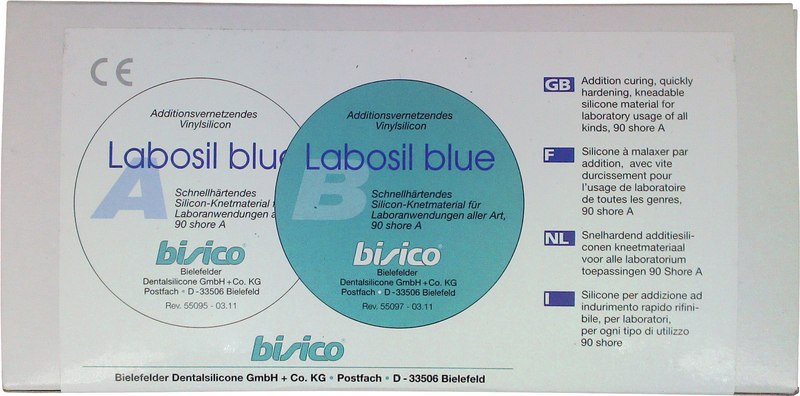 CE
Additionsvernetzendes
Vinylsilicon
Labosil blue
A
Schnellhärtendes
Silicon-Knetmaterial f
Laboranwendungen a
90 shore A
bisico®
Bielefelder
Dentalsilicone GmbH + Co. KG
Postfach • D - 33506 Bielefeld
Rev. 55095 - 03.11
Additionsvernetzendes
Vinylsilicon
Labosil blue
B
Schnellhärtendes
Silicon-Knetmaterial für
Laboranwendungen aller Art,
90 shore A
bisico®
Bielefelder
Dentalsilicone GmbH + Co. KG
Postfach • D - 33506 Bielefeld
Rev. 55097 - 03.11
bisico®
Bielefelder Dentalsilicone GmbH + Co. KG • Postfach • D - 33506 Bielefeld
GB Addition curing, quickly
hardening, kneadable
silicone material for
laboratory usage of all
kinds, 90 shore A
F Silicone à malaxer par
addition, avec vite
durcissement pour
l'usage de laboratoire
de toutes les genres,
90 shore A
NL Snelhardend additiesili-
conen kneetmateriaal
voor alle laboratorium
toepassingen 90 Shore A
I Silicone per addizione ad
indurimento rapido rifini-
bile, per laboratori,
per ogni tipo di utilizzo
90 shore